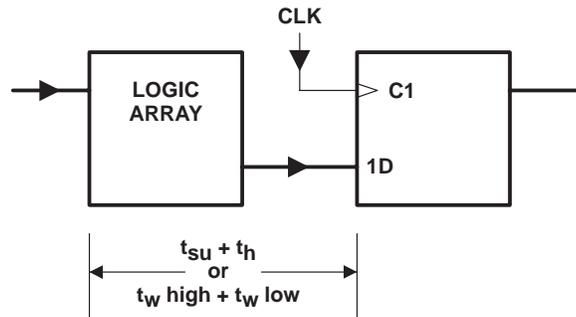 CLK
LOGIC
ARRAY
C1
1D
tsu + th
or
tw high + tw low